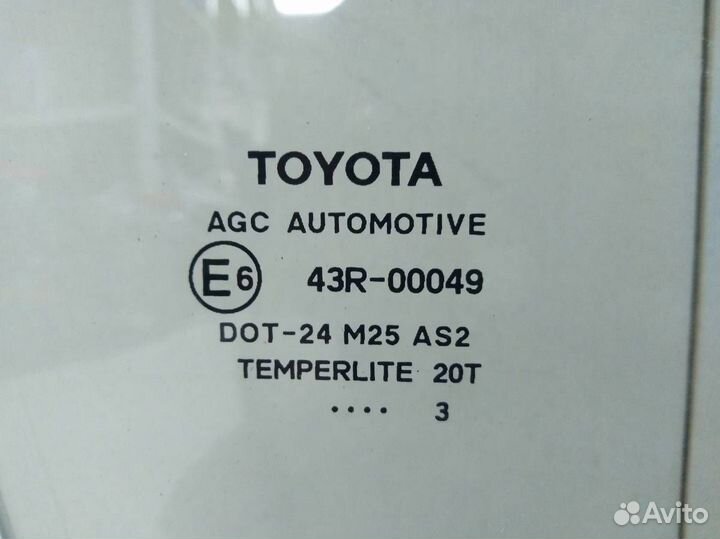 TOYOTA
AGC AUTOMOTIVE
E6 43R-00049
DOT-24 M25 AS2
TEMPERLITE 20T
.... 3
Avito